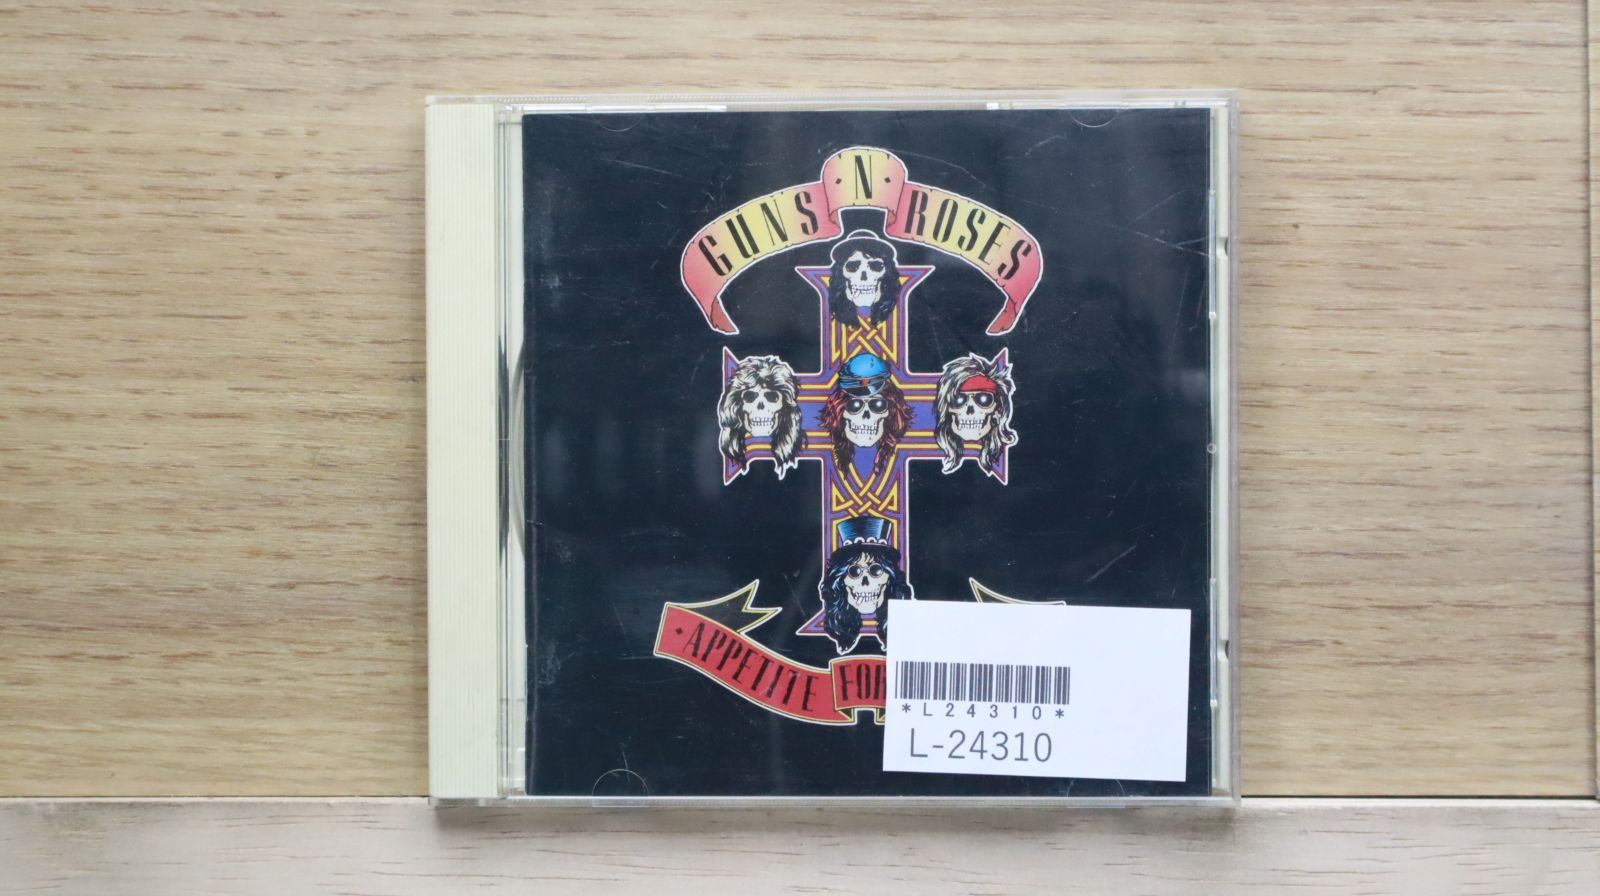 GUNS N' ROSES
APPETITE FOR
*L24310*
L-24310